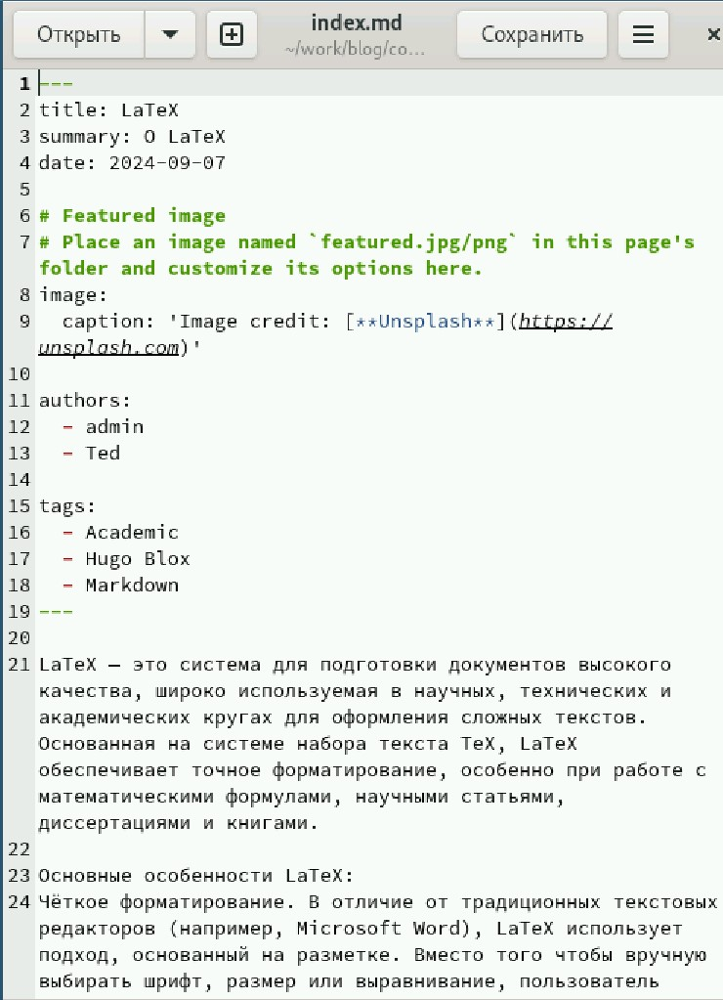 Открыть
index.md
~/work/blog/co...
Сохранить
1 ---
2 title: LaTeX
3 summary: О LaTeX
4 date: 2024-09-07
5
6 # Featured image
7 # Place an image named `featured.jpg/png` in this page's
folder and customize its options here.
8 image:
9   caption: 'Image credit: [**Unsplash**](https://
unsplash.com)'
10
11 authors:
12   - admin
13   - Ted
14
15 tags:
16   - Academic
17   - Hugo Blox
18   - Markdown
19 ---
20
21 LaTeX — это система для подготовки документов высокого
качества, широко используемая в научных, технических и
академических кругах для оформления сложных текстов.
Основанная на системе набора текста TeX, LaTeX
обеспечивает точное форматирование, особенно при работе с
математическими формулами, научными статьями,
диссертациями и книгами.
22
23 Основные особенности LaTeX:
24 Чёткое форматирование. В отличие от традиционных текстовых
редакторов (например, Microsoft Word), LaTeX использует
подход, основанный на разметке. Вместо того чтобы вручную
выбирать шрифт, размер или выравнивание, пользователь